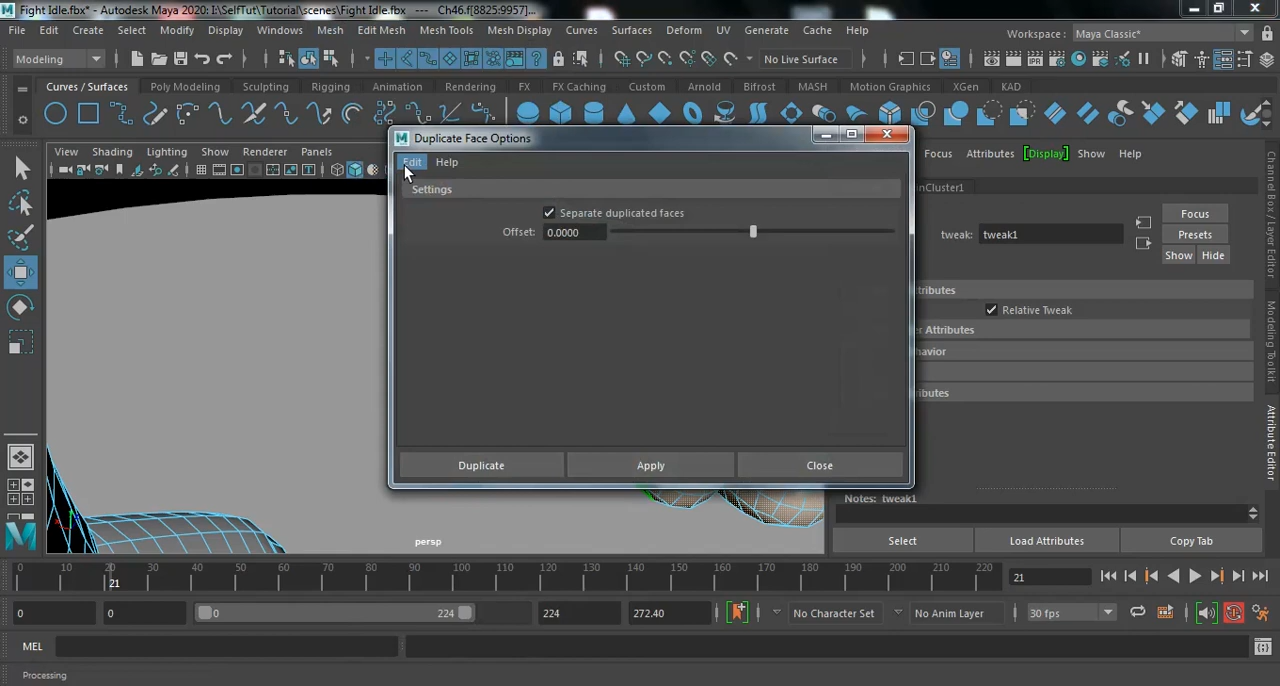 Fight Idle.fbx* - Autodesk Maya 2020: I:\SelfTut\Tutorial\scenes\Fight Idle.fbx --- Ch46.f[8825:9957]...
File Edit Create Select Modify Display Windows Mesh Edit Mesh Mesh Tools Mesh Display Curves Surfaces Deform UV Generate Cache Help
Workspace : Maya Classic*
Modeling
No Live Surface
Curves / Surfaces Poly Modeling Sculpting Rigging Animation Rendering FX FX Caching Custom Arnold Bifrost MASH Motion Graphics XGen CAD
IPR
Duplicate Face Options
View Shading Lighting Show Renderer Panels
Edit Help
Focus Attributes [Display] Show Help
Settings
nCluster1
Separate duplicated faces
Offset: 0.0000
tweak: tweak1
Focus
Presets
Show Hide
tributes
Relative Tweak
r Attributes
havior
ributes
Channel Box / Layer Editor
Modeling Toolkit
Attribute Editor
Duplicate Apply Close
Notes: tweak1
persp
Select Load Attributes Copy Tab
0 10 20 30 40 50 60 70 80 90 100 110 120 130 140 150 160 170 180 190 200 210 220
21
21
0 0 0 224 224 272.40 No Character Set No Anim Layer 30 fps
MEL
Processing